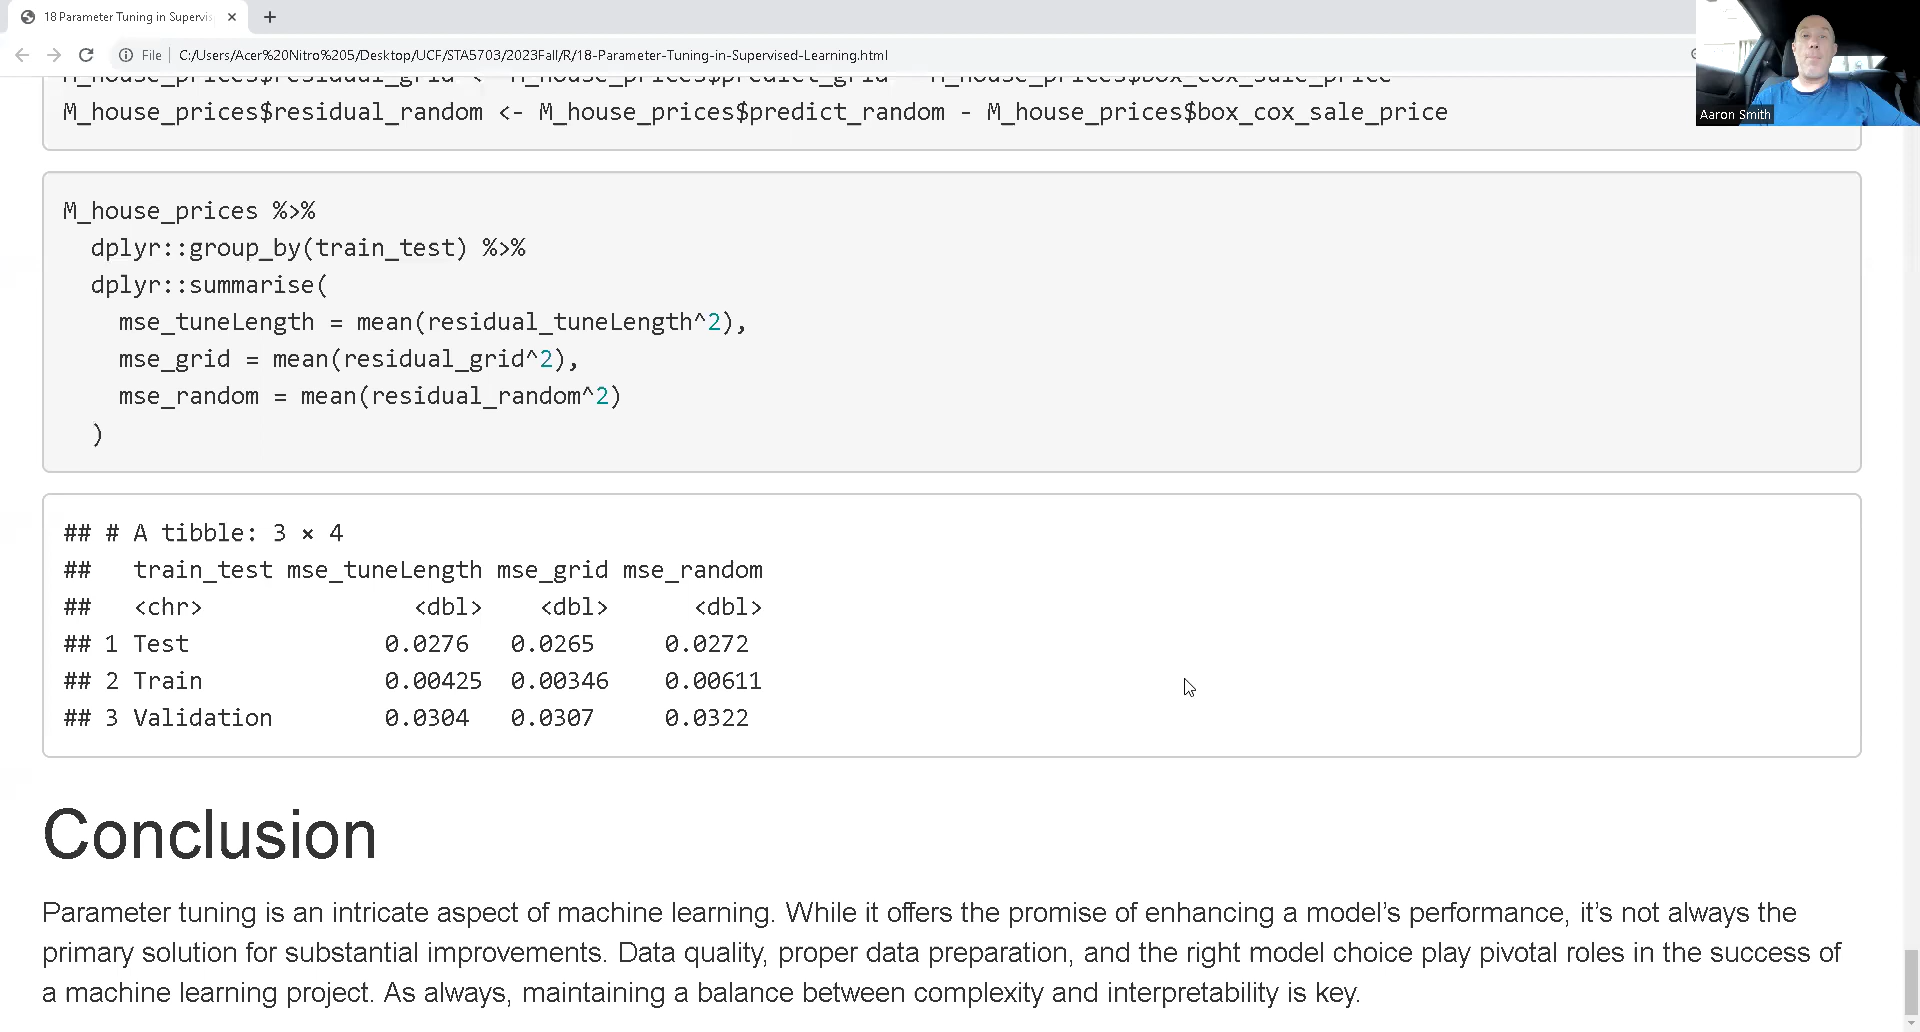 18 Parameter Tuning in Supervis
File
C:/Users/Acer%20Nitro%205/Desktop/UCF/STA5703/2023Fall/R/18-Parameter-Tuning-in-Supervised-Learning.html
Aaron Smith
M_house_prices$residual_grid <- M_house_prices$predict_grid - M_house_prices$box_cox_sale_price
M_house_prices$residual_random <- M_house_prices$predict_random - M_house_prices$box_cox_sale_price
M_house_prices %>%
dplyr::group_by(train_test) %>%
dplyr::summarise(
mse_tuneLength = mean(residual_tuneLength^2),
mse_grid = mean(residual_grid^2),
mse_random = mean(residual_random^2)
)
## # A tibble: 3 × 4
## train_test mse_tuneLength mse_grid mse_random
## <chr> <dbl> <dbl> <dbl>
## 1 Test 0.0276 0.0265 0.0272
## 2 Train 0.00425 0.00346 0.00611
## 3 Validation 0.0304 0.0307 0.0322
Conclusion
Parameter tuning is an intricate aspect of machine learning. While it offers the promise of enhancing a model’s performance, it’s not always the
primary solution for substantial improvements. Data quality, proper data preparation, and the right model choice play pivotal roles in the success of
a machine learning project. As always, maintaining a balance between complexity and interpretability is key.